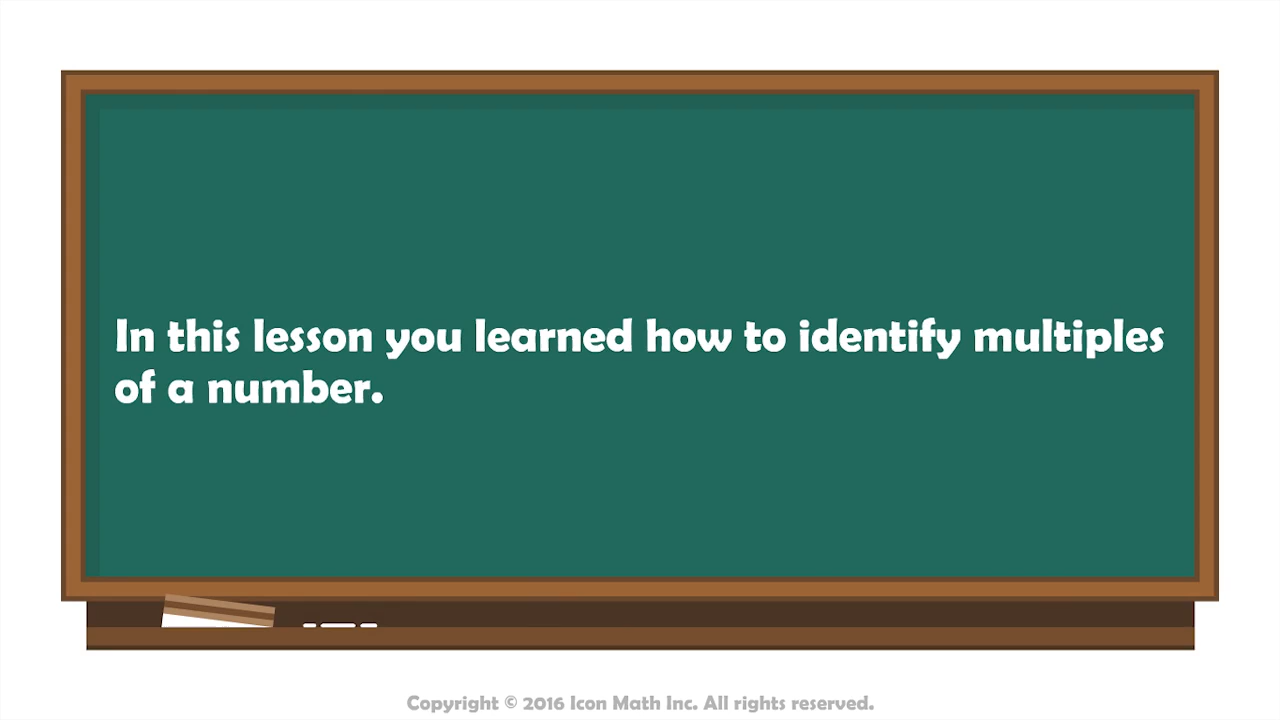 In this lesson you learned how to identify multiples
of a number.
Copyright © 2016 Icon Math Inc. All rights reserved.